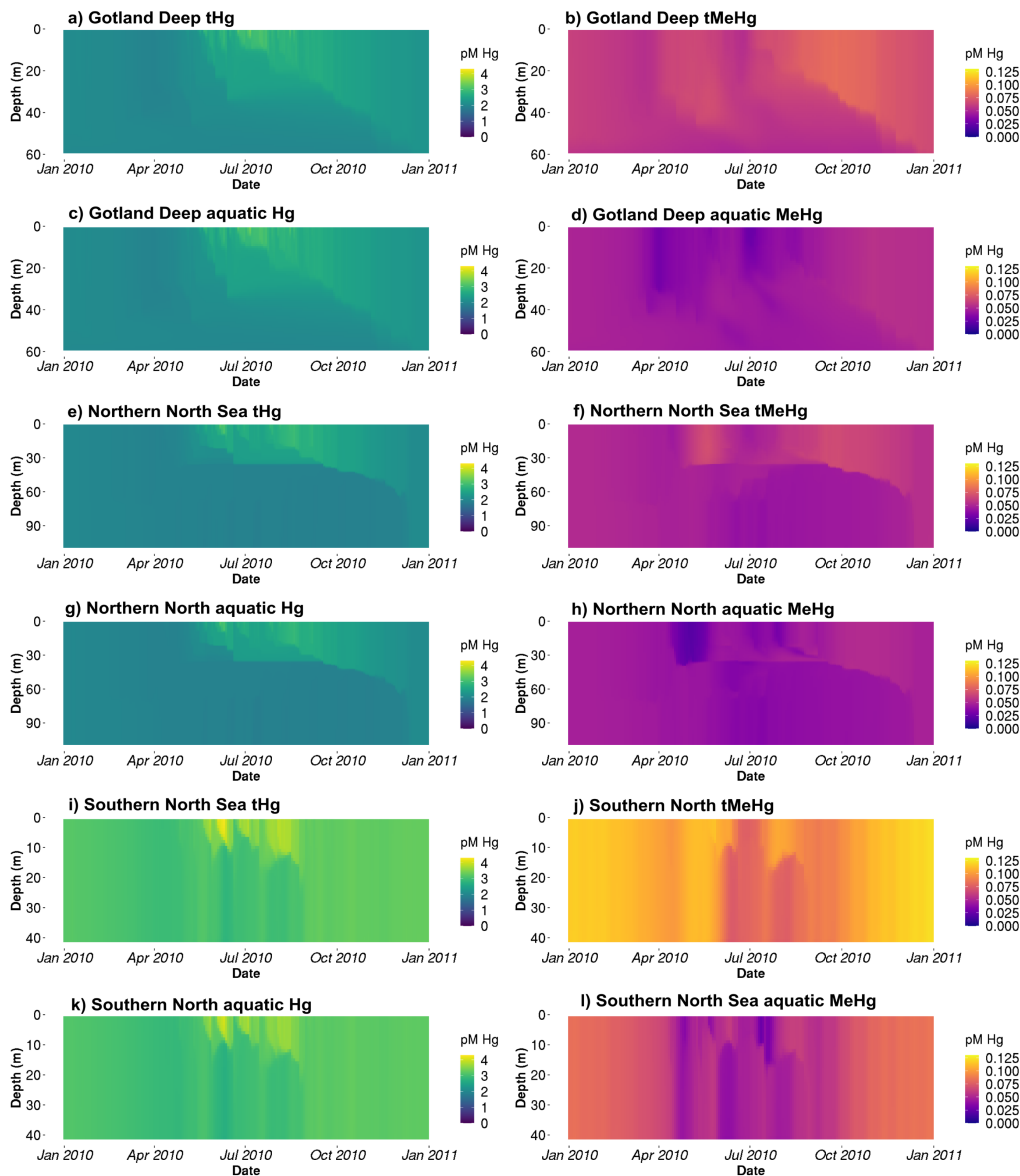 a) Gotland Deep tHg
Depth (m)
0
20
40
60
Jan 2010 Apr 2010 Jul 2010 Oct 2010 Jan 2011
Date
pM Hg
4
3
2
1
0
b) Gotland Deep tMeHg
Depth (m)
0
20
40
60
Jan 2010 Apr 2010 Jul 2010 Oct 2010 Jan 2011
Date
pM Hg
0.125
0.100
0.075
0.050
0.025
0.000
c) Gotland Deep aquatic Hg
Depth (m)
0
20
40
60
Jan 2010 Apr 2010 Jul 2010 Oct 2010 Jan 2011
Date
pM Hg
4
3
2
1
0
d) Gotland Deep aquatic MeHg
Depth (m)
0
20
40
60
Jan 2010 Apr 2010 Jul 2010 Oct 2010 Jan 2011
Date
pM Hg
0.125
0.100
0.075
0.050
0.025
0.000
e) Northern North Sea tHg
Depth (m)
0
30
60
90
Jan 2010 Apr 2010 Jul 2010 Oct 2010 Jan 2011
Date
pM Hg
4
3
2
1
0
f) Northern North Sea tMeHg
Depth (m)
0
30
60
90
Jan 2010 Apr 2010 Jul 2010 Oct 2010 Jan 2011
Date
pM Hg
0.125
0.100
0.075
0.050
0.025
0.000
g) Northern North aquatic Hg
Depth (m)
0
30
60
90
Jan 2010 Apr 2010 Jul 2010 Oct 2010 Jan 2011
Date
pM Hg
4
3
2
1
0
h) Northern North aquatic MeHg
Depth (m)
0
30
60
90
Jan 2010 Apr 2010 Jul 2010 Oct 2010 Jan 2011
Date
pM Hg
0.125
0.100
0.075
0.050
0.025
0.000
i) Southern North Sea tHg
Depth (m)
0
10
20
30
40
Jan 2010 Apr 2010 Jul 2010 Oct 2010 Jan 2011
Date
pM Hg
4
3
2
1
0
j) Southern North tMeHg
Depth (m)
0
10
20
30
40
Jan 2010 Apr 2010 Jul 2010 Oct 2010 Jan 2011
Date
pM Hg
0.125
0.100
0.075
0.050
0.025
0.000
k) Southern North aquatic Hg
Depth (m)
0
10
20
30
40
Jan 2010 Apr 2010 Jul 2010 Oct 2010 Jan 2011
Date
pM Hg
4
3
2
1
0
l) Southern North Sea aquatic MeHg
Depth (m)
0
10
20
30
40
Jan 2010 Apr 2010 Jul 2010 Oct 2010 Jan 2011
Date
pM Hg
0.125
0.100
0.075
0.050
0.025
0.000